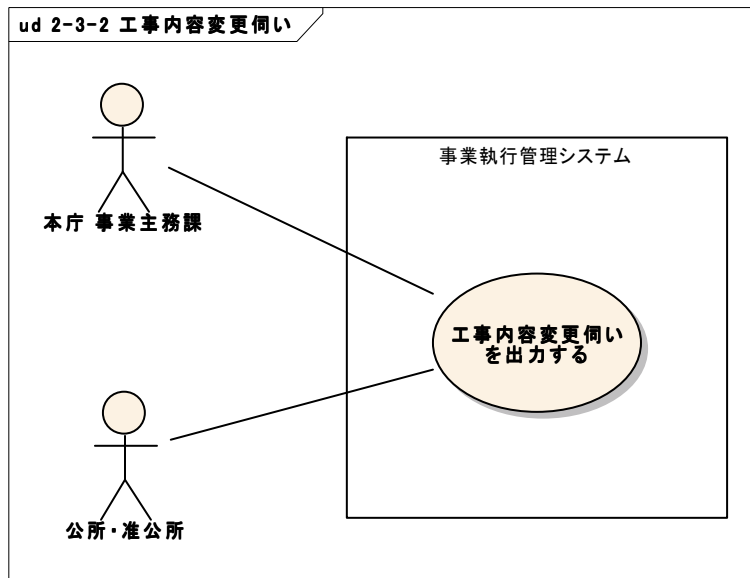 ud 2-3-2 工事内容変更伺い
事業執行管理システム
本庁 事業主務課
工事内容変更伺い
を出力する
公所・准公所